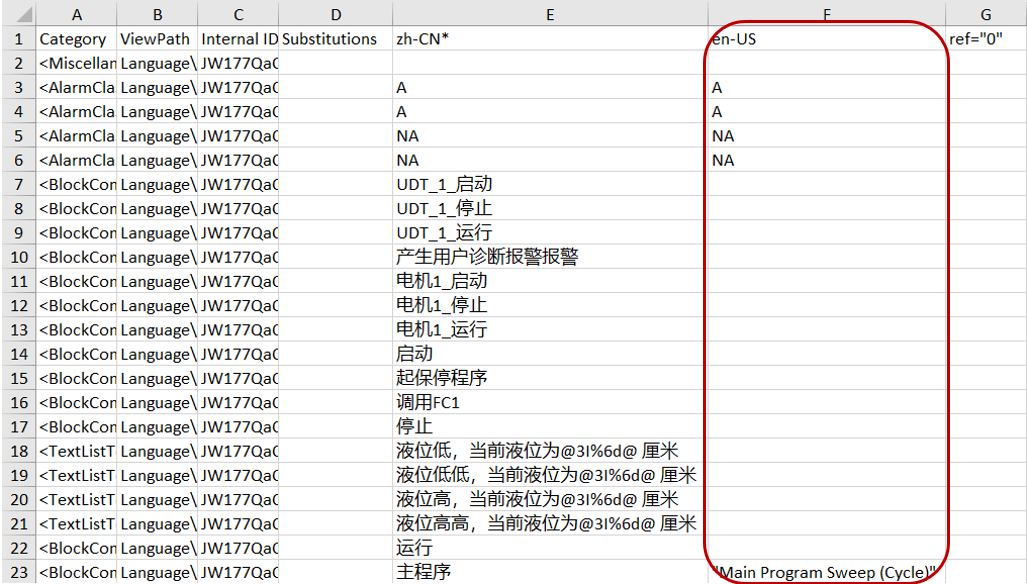 A B C D E F G
1 Category ViewPath Internal ID Substitutions zh-CN* en-US ref="0"
2 <Miscellan Language\ JW177QaC
3 <AlarmCla Language\ JW177QaC A A
4 <AlarmCla Language\ JW177QaC A A
5 <AlarmCla Language\ JW177QaC NA NA
6 <AlarmCla Language\ JW177QaC NA NA
7 <BlockCon Language\ JW177QaC UDT_1_启动
8 <BlockCon Language\ JW177QaC UDT_1_停止
9 <BlockCon Language\ JW177QaC UDT_1_运行
10 <BlockCon Language\ JW177QaC 产生用户诊断报警报警
11 <BlockCon Language\ JW177QaC 电机1_启动
12 <BlockCon Language\ JW177QaC 电机1_停止
13 <BlockCon Language\ JW177QaC 电机1_运行
14 <BlockCon Language\ JW177QaC 启动
15 <BlockCon Language\ JW177QaC 起保停程序
16 <BlockCon Language\ JW177QaC 调用FC1
17 <BlockCon Language\ JW177QaC 停止
18 <TextListT Language\ JW177QaC 液位低，当前液位为@3I%6d@ 厘米
19 <TextListT Language\ JW177QaC 液位低低，当前液位为@3I%6d@ 厘米
20 <TextListT Language\ JW177QaC 液位高，当前液位为@3I%6d@ 厘米
21 <TextListT Language\ JW177QaC 液位高高，当前液位为@3I%6d@ 厘米
22 <BlockCon Language\ JW177QaC 运行
23 <BlockCon Language\ JW177QaC 主程序 "Main Program Sweep (Cycle)"